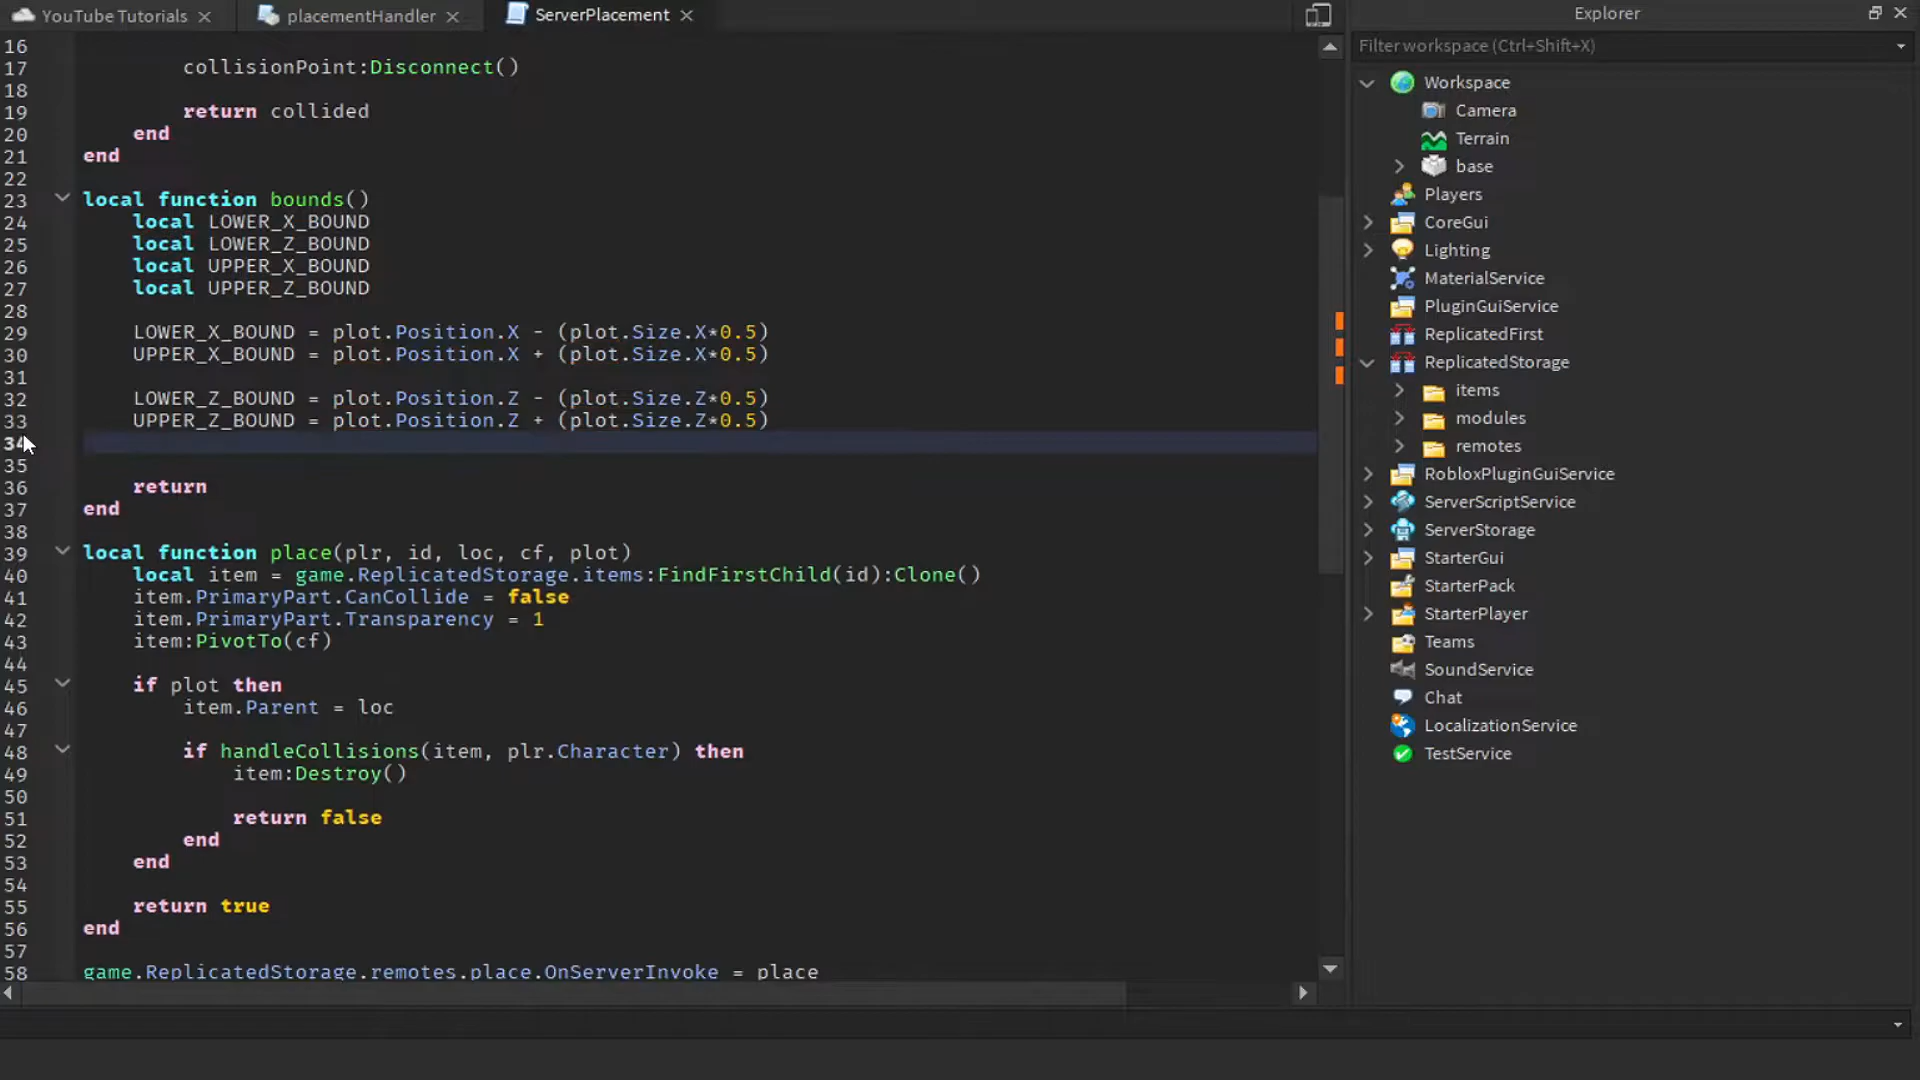 YouTube Tutorials
placementHandler
ServerPlacement
Explorer
Filter workspace (Ctrl+Shift+X)
16
17 collisionPoint:Disconnect()
18
19 return collided
20 end
21 end
22
23 local function bounds()
24 local LOWER_X_BOUND
25 local LOWER_Z_BOUND
26 local UPPER_X_BOUND
27 local UPPER_Z_BOUND
28
29 LOWER_X_BOUND = plot.Position.X - (plot.Size.X*0.5)
30 UPPER_X_BOUND = plot.Position.X + (plot.Size.X*0.5)
31
32 LOWER_Z_BOUND = plot.Position.Z - (plot.Size.Z*0.5)
33 UPPER_Z_BOUND = plot.Position.Z + (plot.Size.Z*0.5)
34
35
36 return
37 end
38
39 local function place(plr, id, loc, cf, plot)
40 local item = game.ReplicatedStorage.items:FindFirstChild(id):Clone()
41 item.PrimaryPart.CanCollide = false
42 item.PrimaryPart.Transparency = 1
43 item:PivotTo(cf)
44
45 if plot then
46 item.Parent = loc
47
48 if handleCollisions(item, plr.Character) then
49 item:Destroy()
50
51 return false
52 end
53 end
54
55 return true
56 end
57
58 game.ReplicatedStorage.remotes.place.OnServerInvoke = place
Workspace
Camera
Terrain
base
Players
CoreGui
Lighting
MaterialService
PluginGuiService
ReplicatedFirst
ReplicatedStorage
items
modules
remotes
RobloxPluginGuiService
ServerScriptService
ServerStorage
StarterGui
StarterPack
StarterPlayer
Teams
SoundService
Chat
LocalizationService
TestService